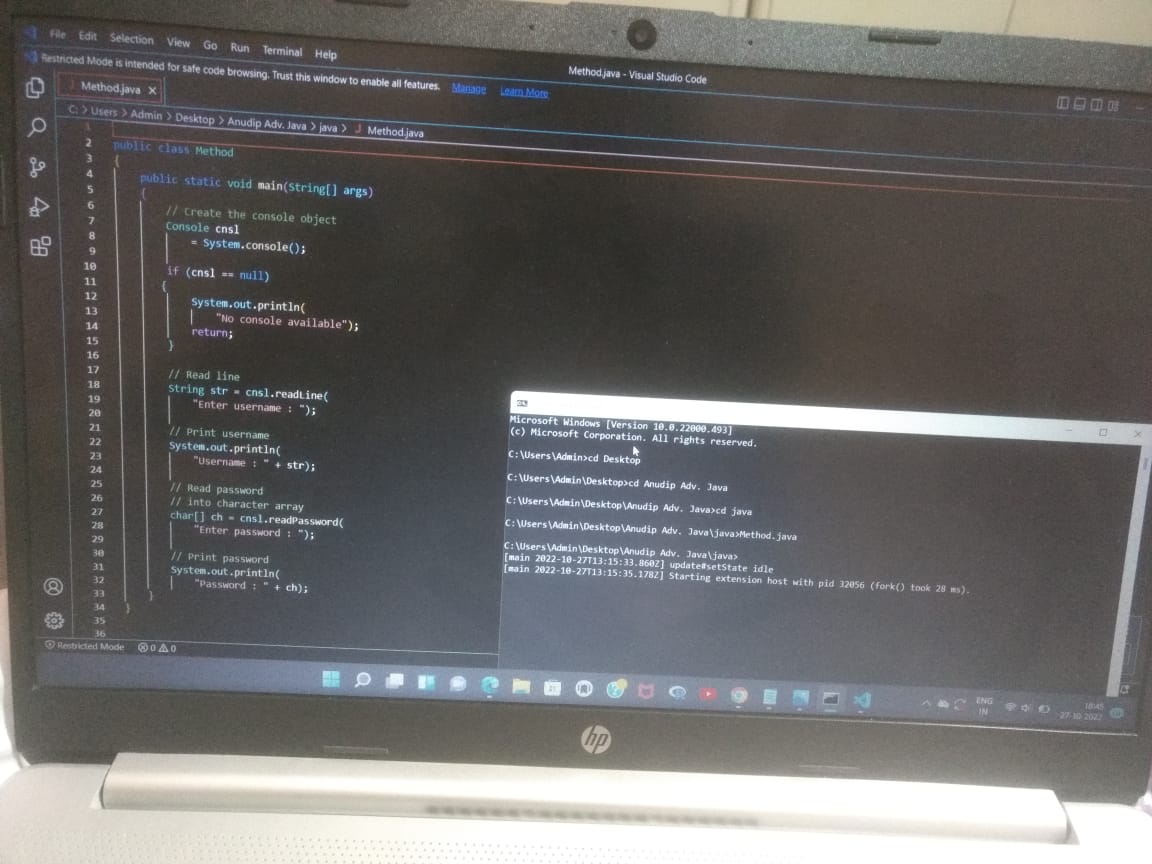 File Edit Selection View Go Run Terminal Help
Method.java - Visual Studio Code
Restricted Mode is intended for safe code browsing. Trust this window to enable all features. Manage Learn More
J Method.java ×
C: > Users > Admin > Desktop > Anudip Adv. Java > java > J Method.java
1
2 public class Method
3 {
4
5 public static void main(String[] args)
6 {
7 // Create the console object
8 Console cnsl
9 = System.console();
10
11 if (cnsl == null)
12 {
13 System.out.println(
14 "No console available");
15 return;
16 }
17
18 // Read line
19 String str = cnsl.readLine(
20 "Enter username : ");
21
22 // Print username
23 System.out.println(
24 "Username : " + str);
25
26 // Read password
27 // into character array
28 char[] ch = cnsl.readPassword(
29 "Enter password : ");
30
31 // Print password
32 System.out.println(
33 "Password : " + ch);
34 }
35 }
36
Restricted Mode 0 0
Microsoft Windows [Version 10.0.22000.493]
(c) Microsoft Corporation. All rights reserved.
C:\Users\Admin>cd Desktop
C:\Users\Admin\Desktop>cd Anudip Adv. Java
C:\Users\Admin\Desktop\Anudip Adv. Java>cd java
C:\Users\Admin\Desktop\Anudip Adv. Java\java>Method.java
C:\Users\Admin\Desktop\Anudip Adv. Java\java>
[main 2022-10-27T13:15:33.860Z] update#setState idle
[main 2022-10-27T13:15:35.178Z] Starting extension host with pid 32056 (fork() took 28 ms).
ENG
IN
18:45
27-10-2022
hp